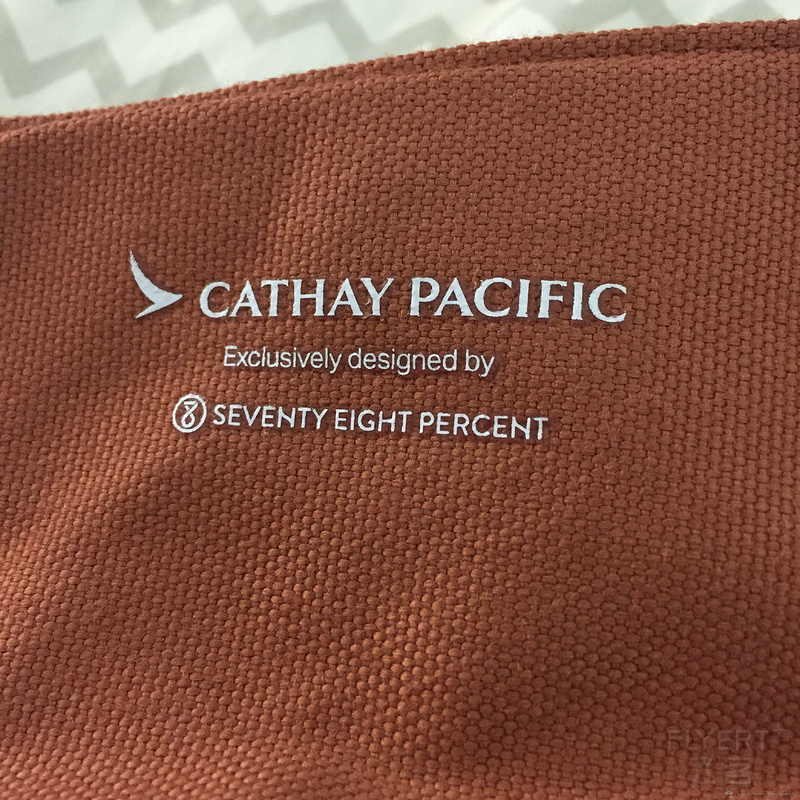 CATHAY PACIFIC
Exclusively designed by
SEVENTY EIGHT PERCENT
FLYERT